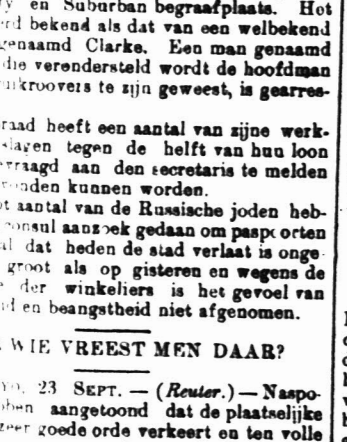 en Suburban begraafplaats. Het
bekend als dat van een welbekend
genaamd Clarke. Een man genaamd
die verondersteld wordt de hoofdman
te zijn geweest, is gearres-
heeft een aantal van zijne werk-
tegen de helft van hun loon
aan den secretaris te melden
kunnen worden.
aantal van de Russische joden heb-
consul aanzoek gedaan om paspoorten
dat heden de stad verlaat is onge-
groot als op gisteren en wegens de
der winkeliers is het gevoel van
en beangstheid niet afgenomen.
WIE VREEST MEN DAAR?
23 SEPT. — (Reuter.) — Naspo-
aangetoond dat de plaatselijke
zeer goede orde verkeert en ten volle